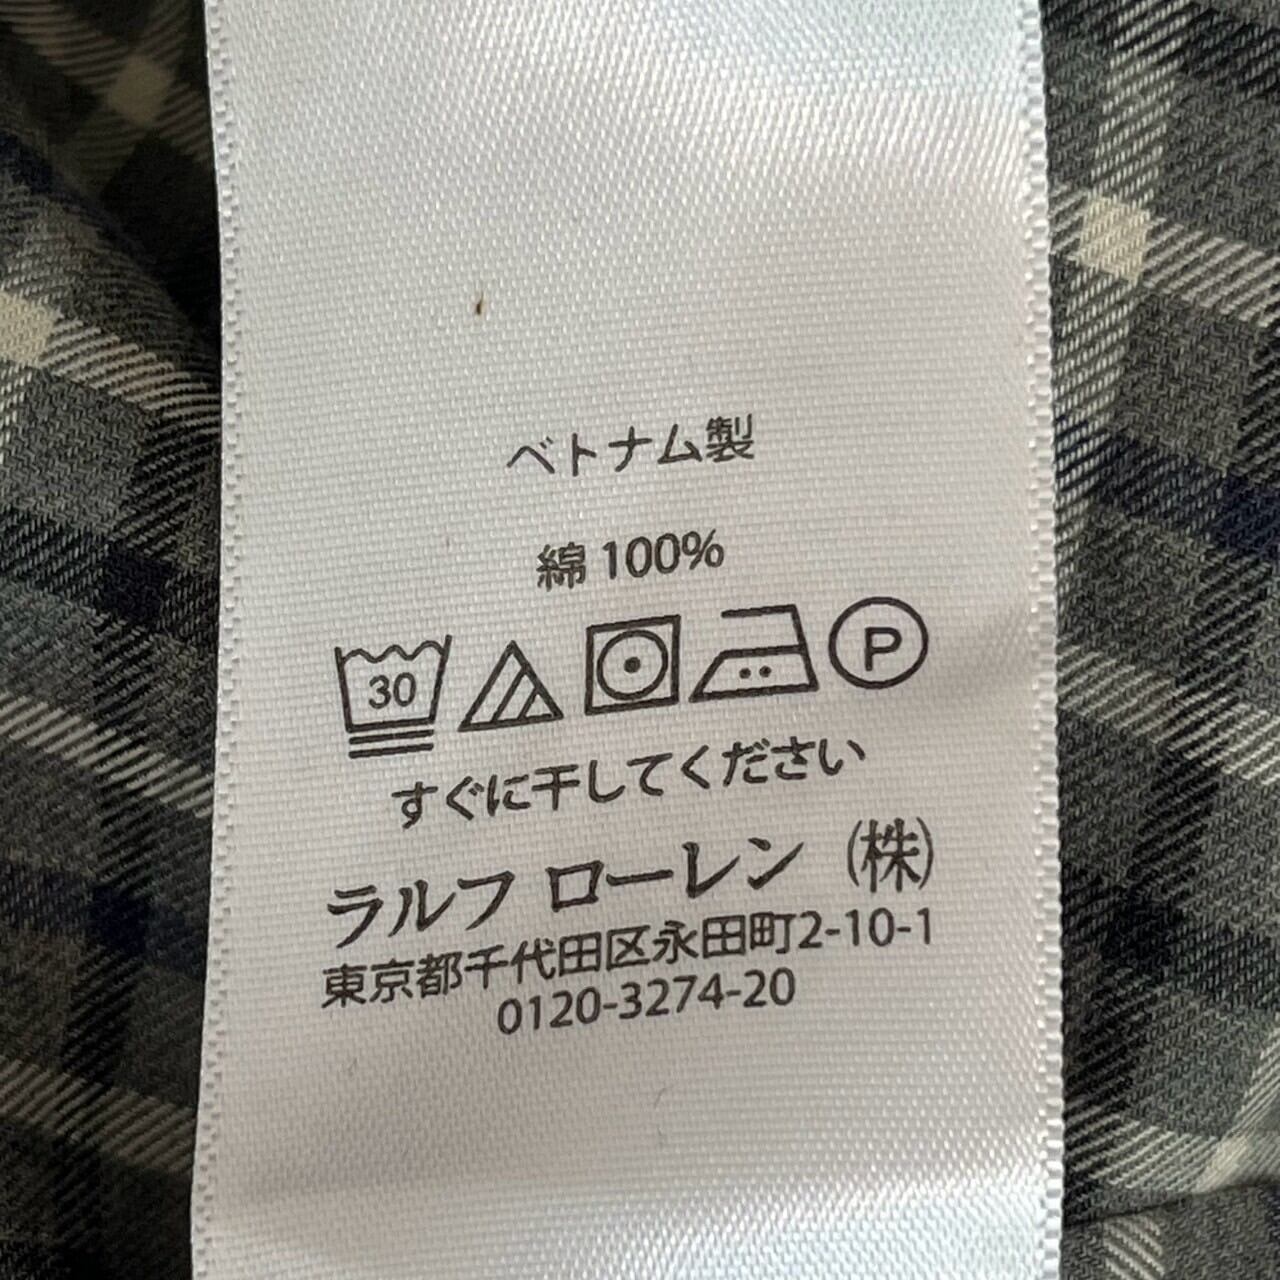 ベトナム製
綿 100%
30 P
すぐに干してください
ラルフ ローレン (株)
東京都千代田区永田町2-10-1
0120-3274-20